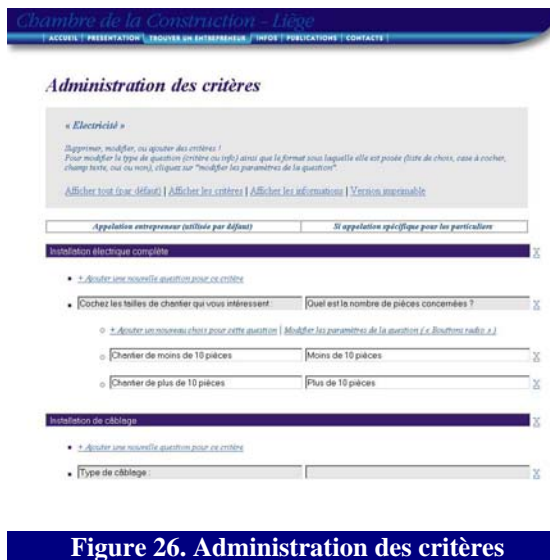 Chambre de la Construction - Liège
ACCUEIL | PRESENTATION | TROUVER UN ENTREPRENEUR | INFOS | PUBLICATIONS | CONTACTS |
Administration des critères
« Electricité »
Supprimer, modifier, ou ajouter des critères !
Pour modifier le type de question (critère ou info) ainsi que le format sous laquelle elle est posée (liste de choix, case à cocher, champ texte, oui ou non), cliquez sur "modifier les paramètres de la question".
Afficher tout (par défaut) | Afficher les critères | Afficher les informations | Version imprimable
Appelation entrepreneur (utilisée par défaut) Si appelation spécifique pour les particuliers
Installation électrique complète X
+ Ajouter une nouvelle question pour ce critère
Cochez les tailles de chantier qui vous intéressent : Quel est la nombre de pièces concernées ? X
+ Ajouter un nouveau choix pour cette question | Modifier les paramètres de la question (« Bouttons radio »)
Chantier de moins de 10 pièces Moins de 10 pièces X
Chantier de plus de 10 pièces Plus de 10 pièces X
Installation de câblage X
+ Ajouter une nouvelle question pour ce critère
Type de câblage : X
Figure 26. Administration des critères